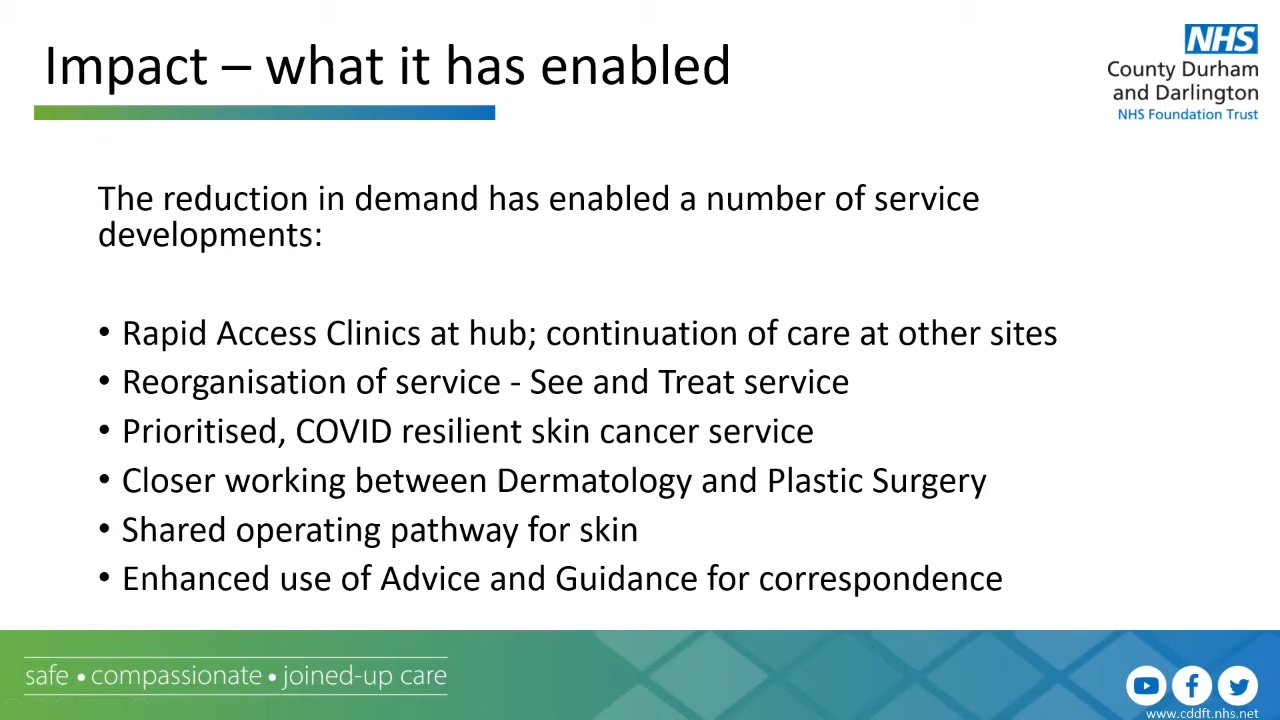 Impact – what it has enabled
NHS
County Durham
and Darlington
NHS Foundation Trust
The reduction in demand has enabled a number of service
developments:
• Rapid Access Clinics at hub; continuation of care at other sites
• Reorganisation of service - See and Treat service
• Prioritised, COVID resilient skin cancer service
• Closer working between Dermatology and Plastic Surgery
• Shared operating pathway for skin
• Enhanced use of Advice and Guidance for correspondence
safe • compassionate • joined-up care
www.cddft.nhs.net